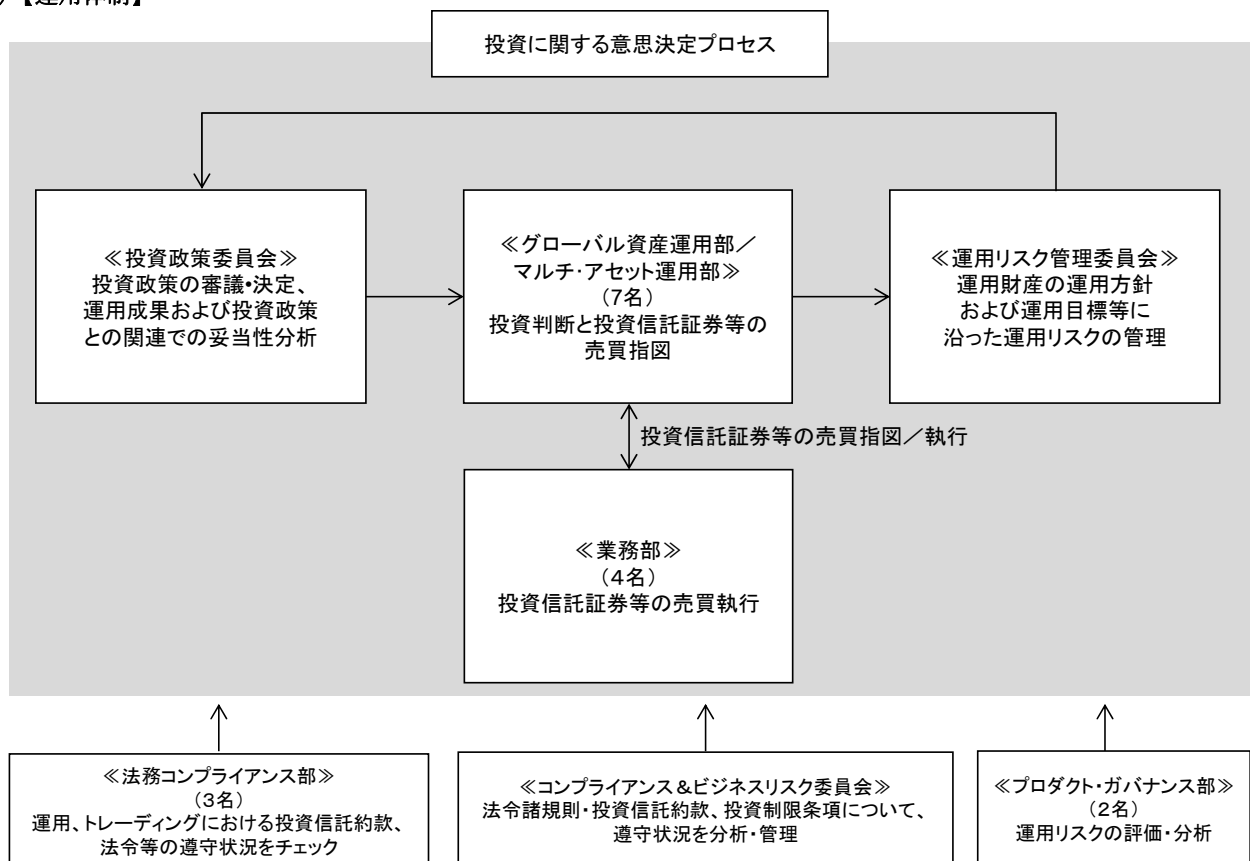 【運用体制】
投資に関する意思決定プロセス
≪投資政策委員会≫
投資政策の審議・決定、
運用成果および投資政策
との関連での妥当性分析
≪グローバル資産運用部／
マルチ・アセット運用部≫
（7名）
投資判断と投資信託証券等の
売買指図
≪運用リスク管理委員会≫
運用財産の運用方針
および運用目標等に
沿った運用リスクの管理
投資信託証券等の売買指図／執行
≪業務部≫
（4名）
投資信託証券等の売買執行
≪法務コンプライアンス部≫
（3名）
運用、トレーディングにおける投資信託約款、
法令等の遵守状況をチェック
≪コンプライアンス＆ビジネスリスク委員会≫
法令諸規則・投資信託約款、投資制限条項について、
遵守状況を分析・管理
≪プロダクト・ガバナンス部≫
（2名）
運用リスクの評価・分析